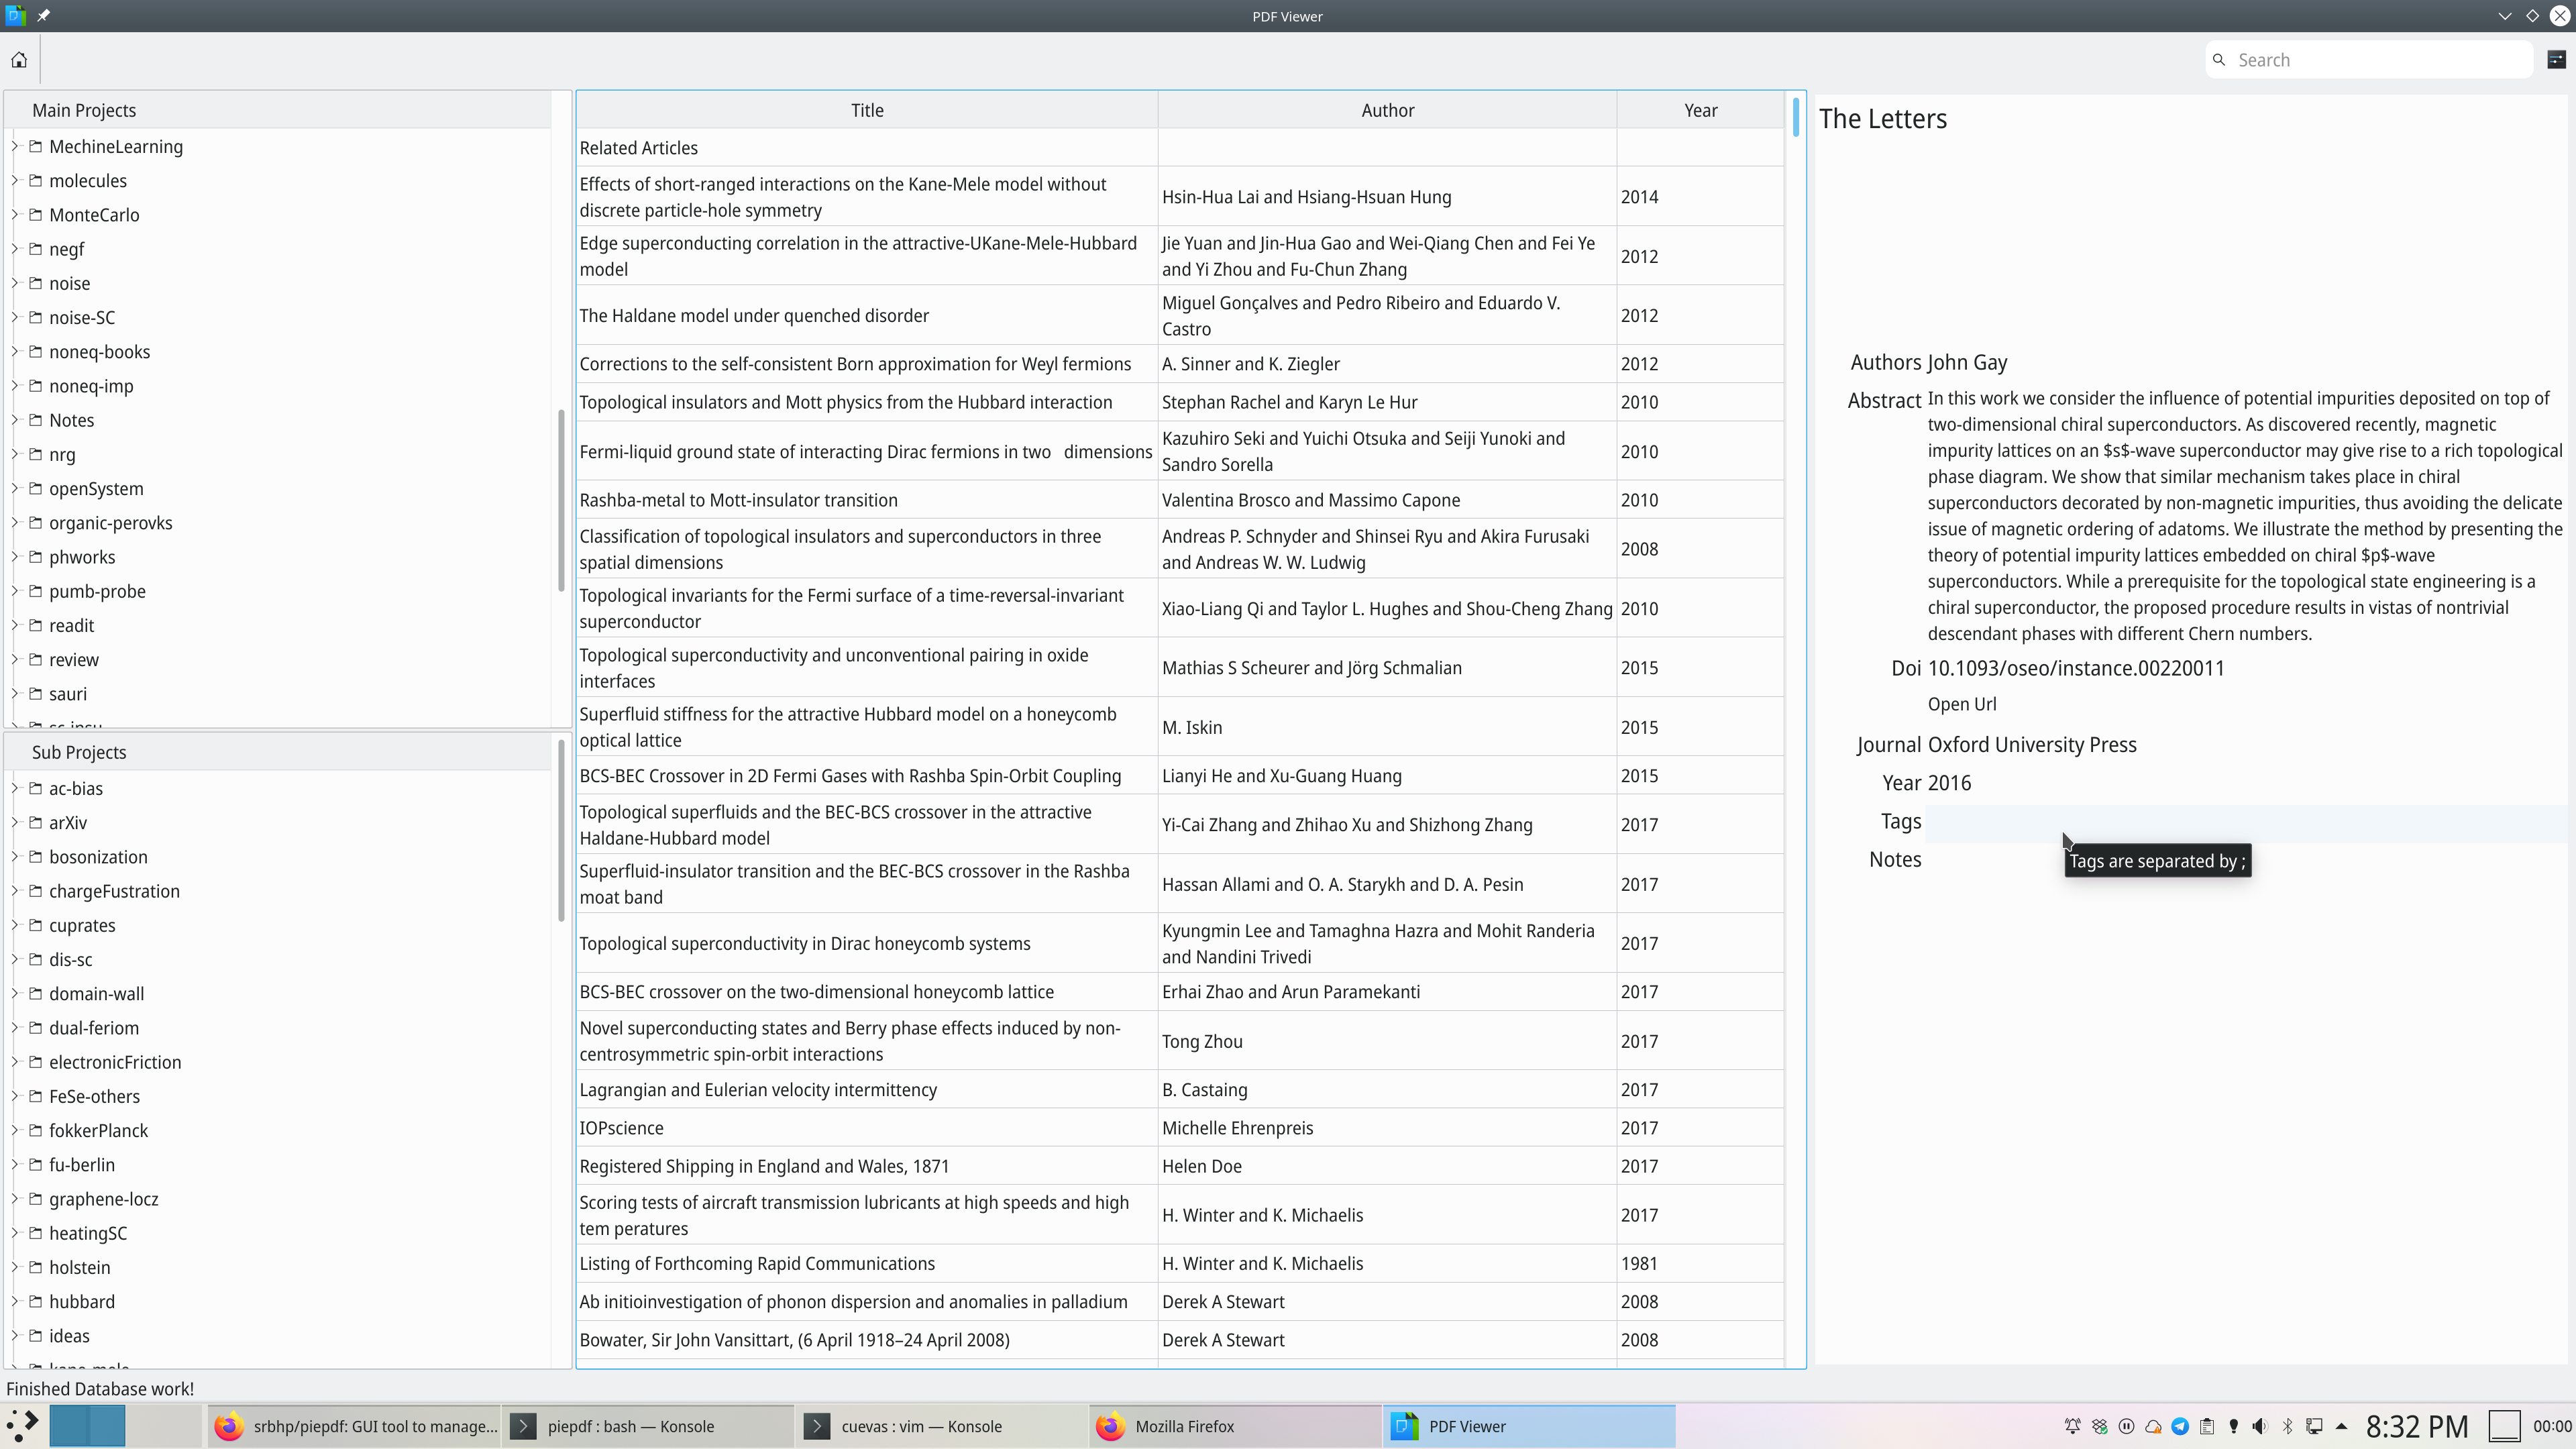 PDF Viewer
Search
Main Projects
MechineLearning
molecules
MonteCarlo
negf
noise
noise-SC
noneq-books
noneq-imp
Notes
nrg
openSystem
organic-perovks
phworks
pumb-probe
readit
review
sauri
Sub Projects
ac-bias
arXiv
bosonization
chargeFustration
cuprates
dis-sc
domain-wall
dual-feriom
electronicFriction
FeSe-others
fokkerPlanck
fu-berlin
graphene-locz
heatingSC
holstein
hubbard
ideas
Title Author Year
Related Articles
Effects of short-ranged interactions on the Kane-Mele model without
discrete particle-hole symmetry
Hsin-Hua Lai and Hsiang-Hsuan Hung
2014
Edge superconducting correlation in the attractive-UKane-Mele-Hubbard
model
Jie Yuan and Jin-Hua Gao and Wei-Qiang Chen and Fei Ye
and Yi Zhou and Fu-Chun Zhang
2012
The Haldane model under quenched disorder
Miguel Gonçalves and Pedro Ribeiro and Eduardo V.
Castro
2012
Corrections to the self-consistent Born approximation for Weyl fermions
A. Sinner and K. Ziegler
2012
Topological insulators and Mott physics from the Hubbard interaction
Stephan Rachel and Karyn Le Hur
2010
Fermi-liquid ground state of interacting Dirac fermions in two dimensions
Kazuhiro Seki and Yuichi Otsuka and Seiji Yunoki and
Sandro Sorella
2010
Rashba-metal to Mott-insulator transition
Valentina Brosco and Massimo Capone
2010
Classification of topological insulators and superconductors in three
spatial dimensions
Andreas P. Schnyder and Shinsei Ryu and Akira Furusaki
and Andreas W. W. Ludwig
2008
Topological invariants for the Fermi surface of a time-reversal-invariant
superconductor
Xiao-Liang Qi and Taylor L. Hughes and Shou-Cheng Zhang
2010
Topological superconductivity and unconventional pairing in oxide
interfaces
Mathias S Scheurer and Jörg Schmalian
2015
Superfluid stiffness for the attractive Hubbard model on a honeycomb
optical lattice
M. Iskin
2015
BCS-BEC Crossover in 2D Fermi Gases with Rashba Spin-Orbit Coupling
Lianyi He and Xu-Guang Huang
2015
Topological superfluids and the BEC-BCS crossover in the attractive
Haldane-Hubbard model
Yi-Cai Zhang and Zhihao Xu and Shizhong Zhang
2017
Superfluid-insulator transition and the BEC-BCS crossover in the Rashba
moat band
Hassan Allami and O. A. Starykh and D. A. Pesin
2017
Topological superconductivity in Dirac honeycomb systems
Kyungmin Lee and Tamaghna Hazra and Mohit Randeria
and Nandini Trivedi
2017
BCS-BEC crossover on the two-dimensional honeycomb lattice
Erhai Zhao and Arun Paramekanti
2017
Novel superconducting states and Berry phase effects induced by non-
centrosymmetric spin-orbit interactions
Tong Zhou
2017
Lagrangian and Eulerian velocity intermittency
B. Castaing
2017
IOPscience
Michelle Ehrenpreis
2017
Registered Shipping in England and Wales, 1871
Helen Doe
2017
Scoring tests of aircraft transmission lubricants at high speeds and high
tem peratures
H. Winter and K. Michaelis
2017
Listing of Forthcoming Rapid Communications
H. Winter and K. Michaelis
1981
Ab initioinvestigation of phonon dispersion and anomalies in palladium
Derek A Stewart
2008
Bowater, Sir John Vansittart, (6 April 1918–24 April 2008)
Derek A Stewart
2008
The Letters
Authors John Gay
Abstract In this work we consider the influence of potential impurities deposited on top of
two-dimensional chiral superconductors. As discovered recently, magnetic
impurity lattices on an $s$-wave superconductor may give rise to a rich topological
phase diagram. We show that similar mechanism takes place in chiral
superconductors decorated by non-magnetic impurities, thus avoiding the delicate
issue of magnetic ordering of adatoms. We illustrate the method by presenting the
theory of potential impurity lattices embedded on chiral $p$-wave
superconductors. While a prerequisite for the topological state engineering is a
chiral superconductor, the proposed procedure results in vistas of nontrivial
descendant phases with different Chern numbers.
Doi 10.1093/oseo/instance.00220011
Open Url
Journal Oxford University Press
Year 2016
Tags
Tags are separated by ;
Notes
Finished Database work!
srbhp/piepdf: GUI tool to manage...
piepdf : bash — Konsole
cuevas : vim — Konsole
Mozilla Firefox
PDF Viewer
8:32 PM